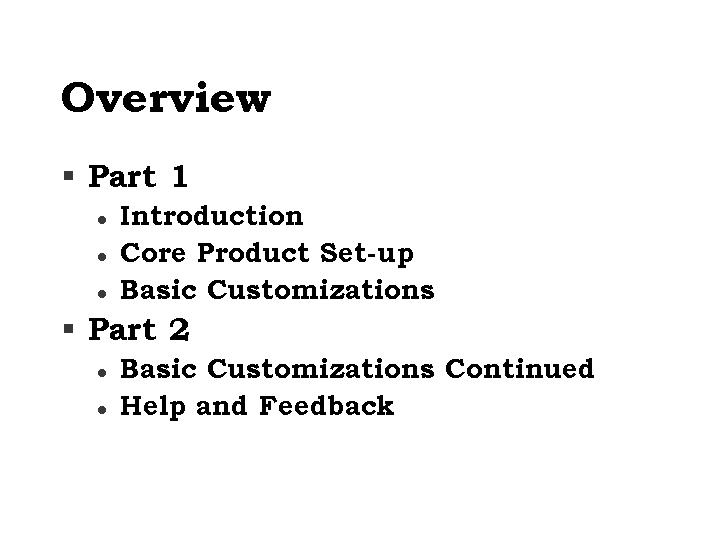 Overview
▪ Part 1
• Introduction
• Core Product Set-up
• Basic Customizations
▪ Part 2
• Basic Customizations Continued
• Help and Feedback